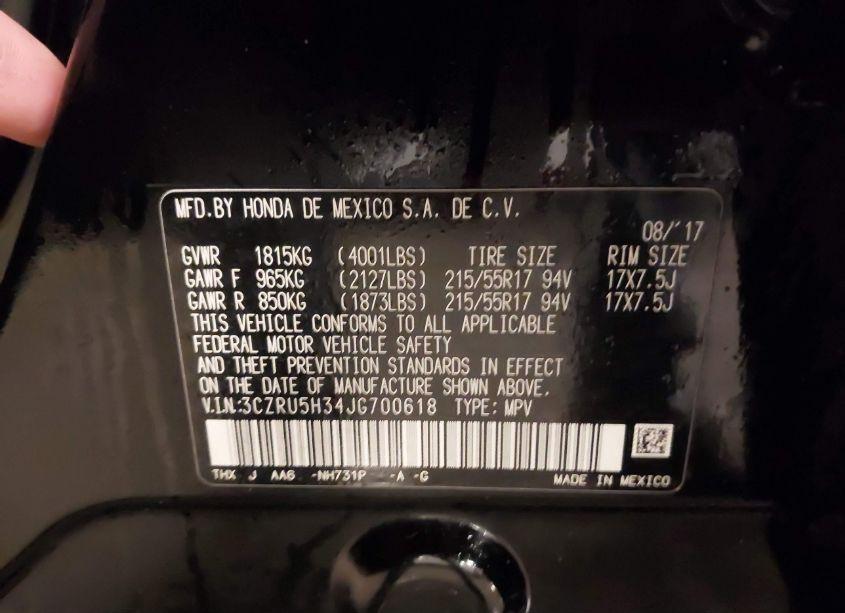 MFD.BY HONDA DE MEXICO S.A. DE C.V.
08/'17
GVWR 1815KG (4001LBS) TIRE SIZE RIM SIZE
GAWR F 965KG (2127LBS) 215/55R17 94V 17X7.5J
GAWR R 850KG (1873LBS) 215/55R17 94V 17X7.5J
THIS VEHICLE CONFORMS TO ALL APPLICABLE
FEDERAL MOTOR VEHICLE SAFETY
AND THEFT PREVENTION STANDARDS IN EFFECT
ON THE DATE OF MANUFACTURE SHOWN ABOVE.
V.I.N:3CZRU5H34JG700618 TYPE: MPV
THX J AA6 -NH731P -A -G MADE IN MEXICO